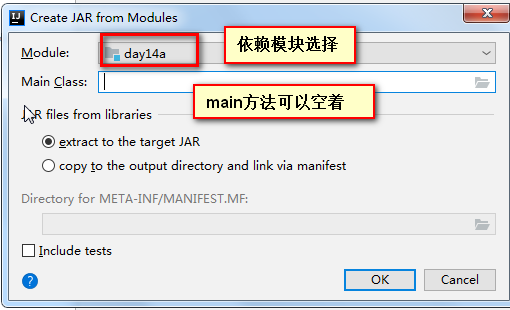 IJ Create JAR from Modules
Module: day14a
依赖模块选择
Main Class:
main方法可以空着
R files from libraries
extract to the target JAR
copy to the output directory and link via manifest
Directory for META-INF/MANIFEST.MF:
Include tests
? OK Cancel